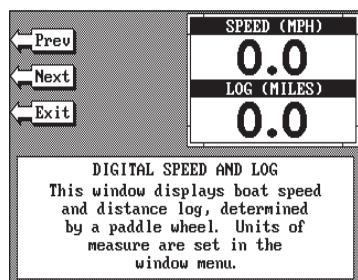 Prev
Next
Exit
SPEED (MPH)
0.0
LOG (MILES)
0.0
DIGITAL SPEED AND LOG
This window displays boat speed
and distance log, determined
by a paddle wheel. Units of
measure are set in the
window menu.